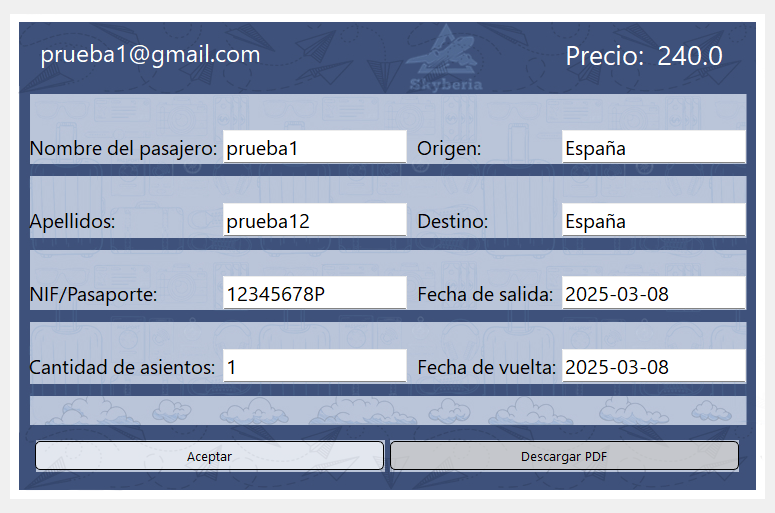 prueba1@gmail.com
Skyberia
Precio: 240.0
Nombre del pasajero: prueba1 Origen: España
Apellidos: prueba12 Destino: España
NIF/Pasaporte: 12345678P Fecha de salida: 2025-03-08
Cantidad de asientos: 1 Fecha de vuelta: 2025-03-08
Aceptar Descargar PDF